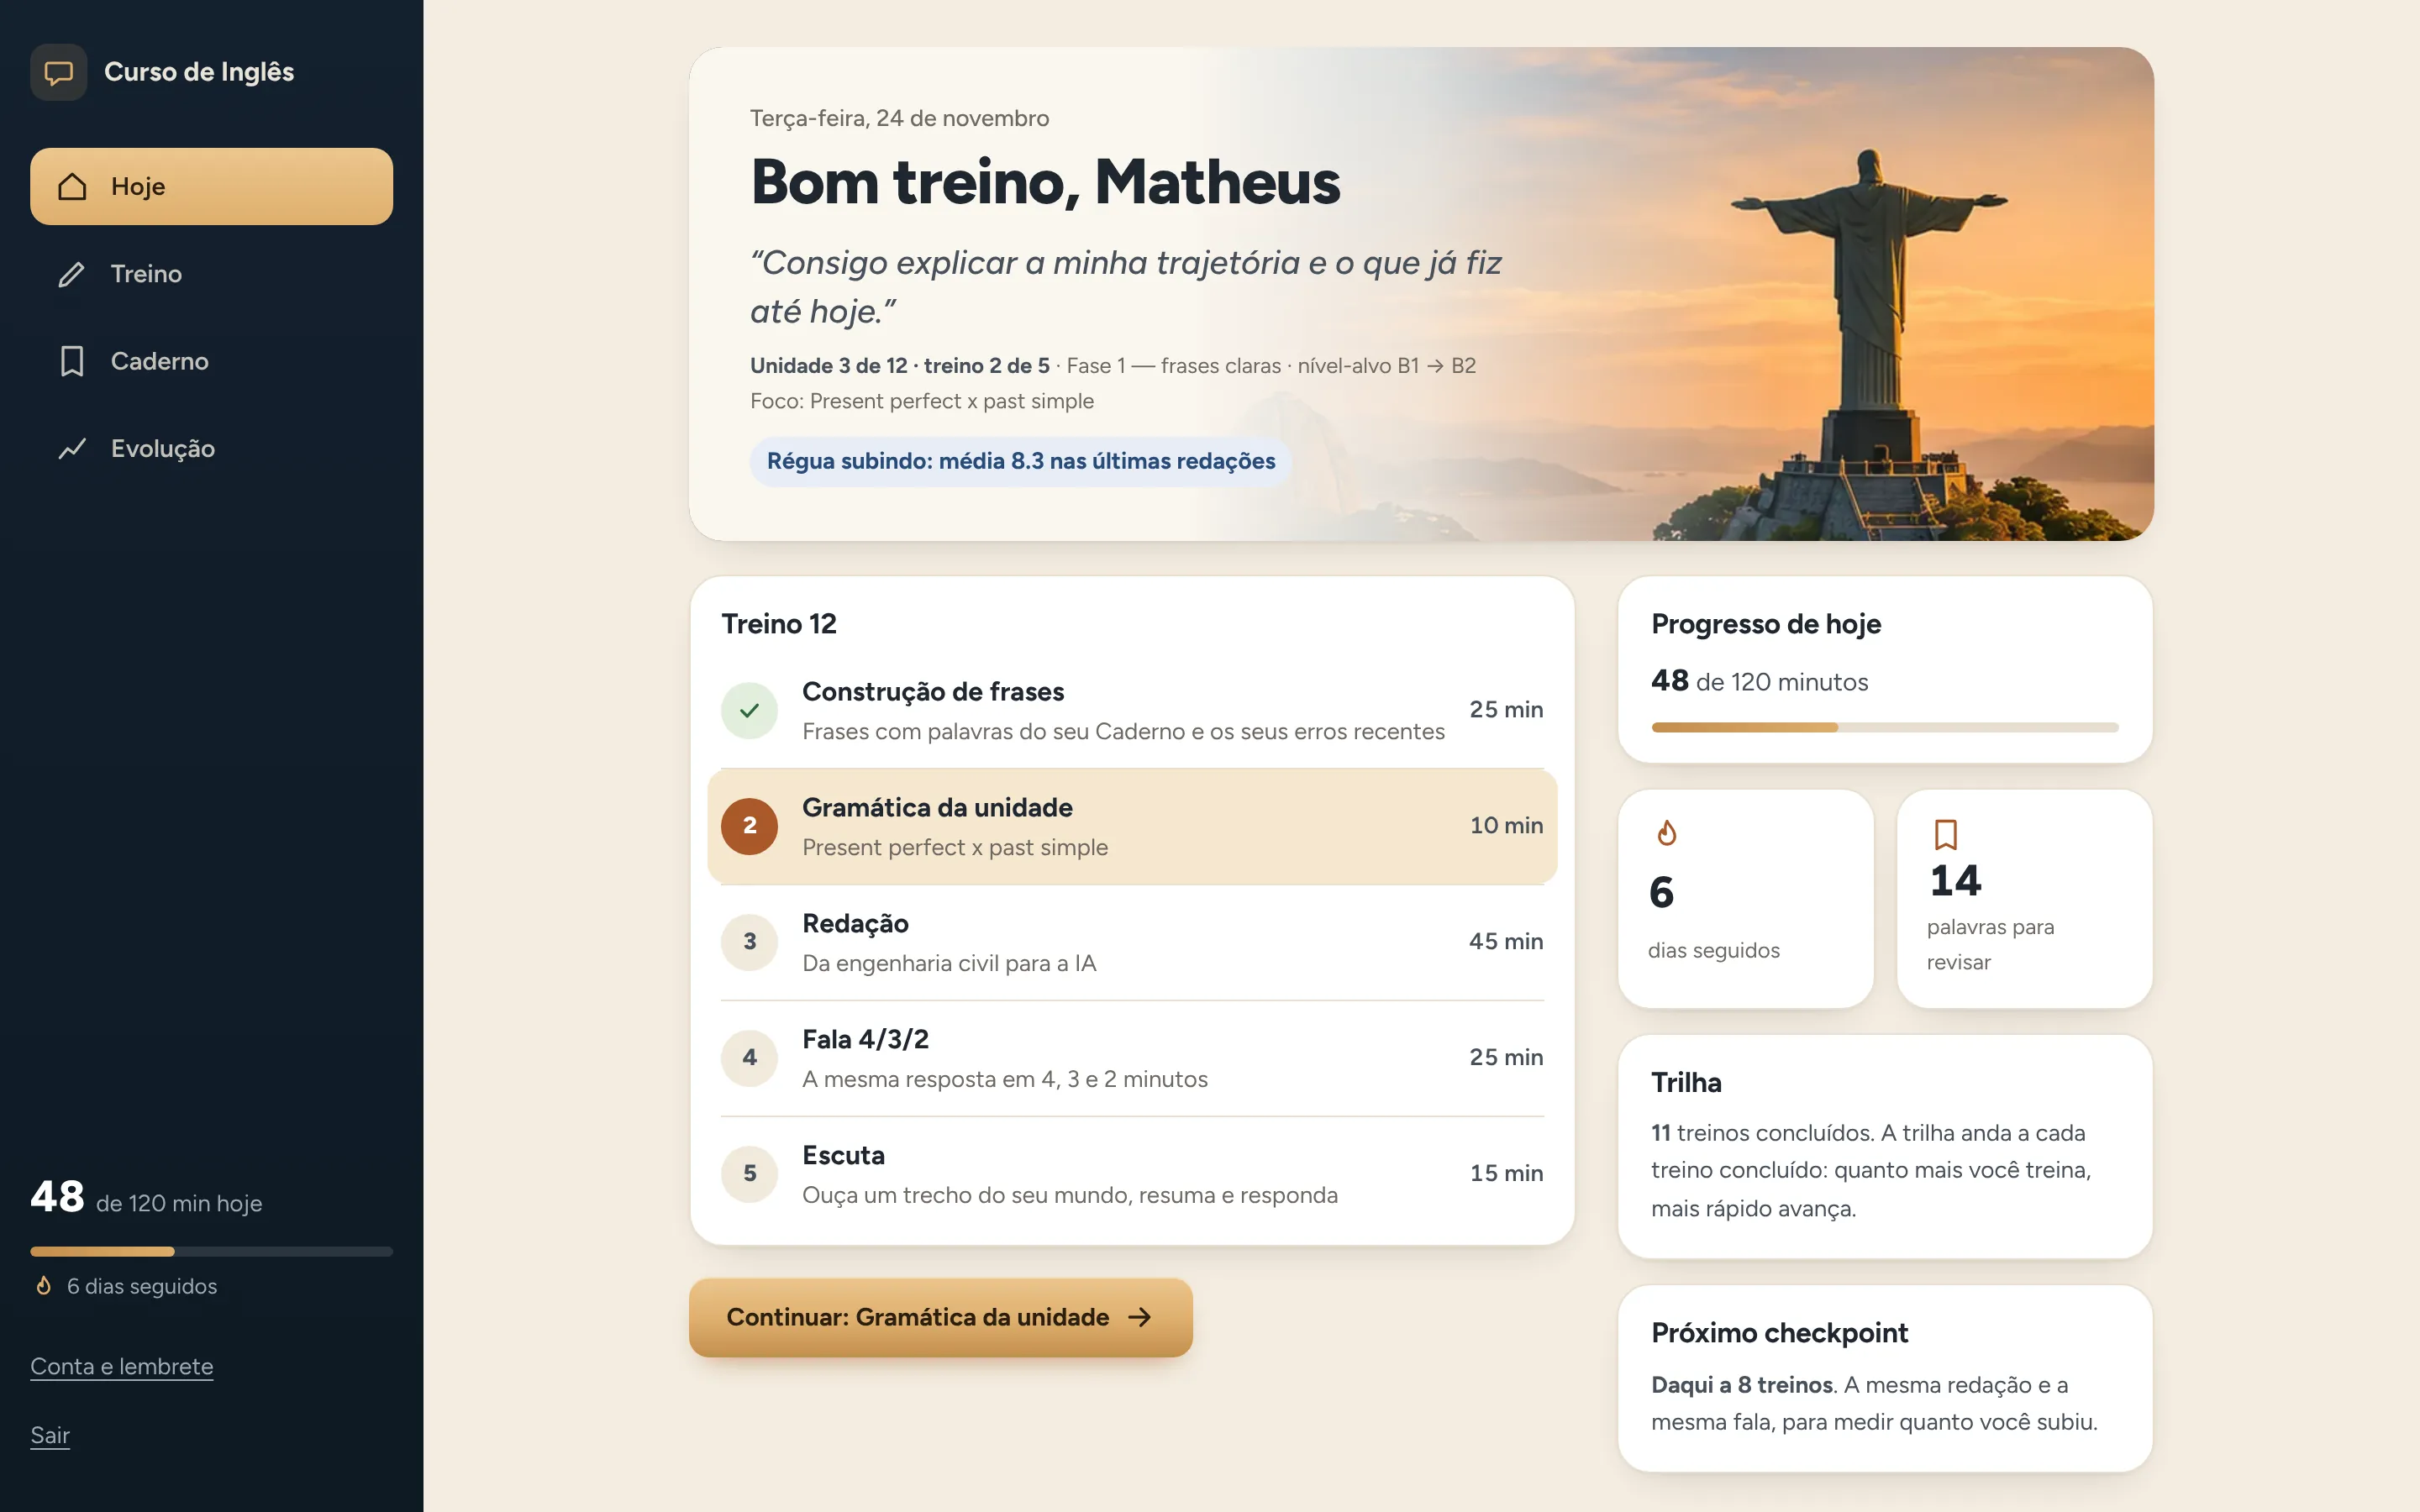 Curso de Inglês
Hoje
Treino
Caderno
Evolução
48 de 120 min hoje
6 dias seguidos
Conta e lembrete
Sair
Terça-feira, 24 de novembro
Bom treino, Matheus
“Consigo explicar a minha trajetória e o que já fiz
até hoje.”
Unidade 3 de 12 · treino 2 de 5 · Fase 1 — frases claras · nível-alvo B1 → B2
Foco: Present perfect x past simple
Régua subindo: média 8.3 nas últimas redações
Treino 12
Construção de frases
Frases com palavras do seu Caderno e os seus erros recentes
25 min
2
Gramática da unidade
Present perfect x past simple
10 min
3
Redação
Da engenharia civil para a IA
45 min
4
Fala 4/3/2
A mesma resposta em 4, 3 e 2 minutos
25 min
5
Escuta
Ouça um trecho do seu mundo, resuma e responda
15 min
Continuar: Gramática da unidade →
Progresso de hoje
48 de 120 minutos
6
dias seguidos
14
palavras para
revisar
Trilha
11 treinos concluídos. A trilha anda a cada
treino concluído: quanto mais você treina,
mais rápido avança.
Próximo checkpoint
Daqui a 8 treinos. A mesma redação e a
mesma fala, para medir quanto você subiu.